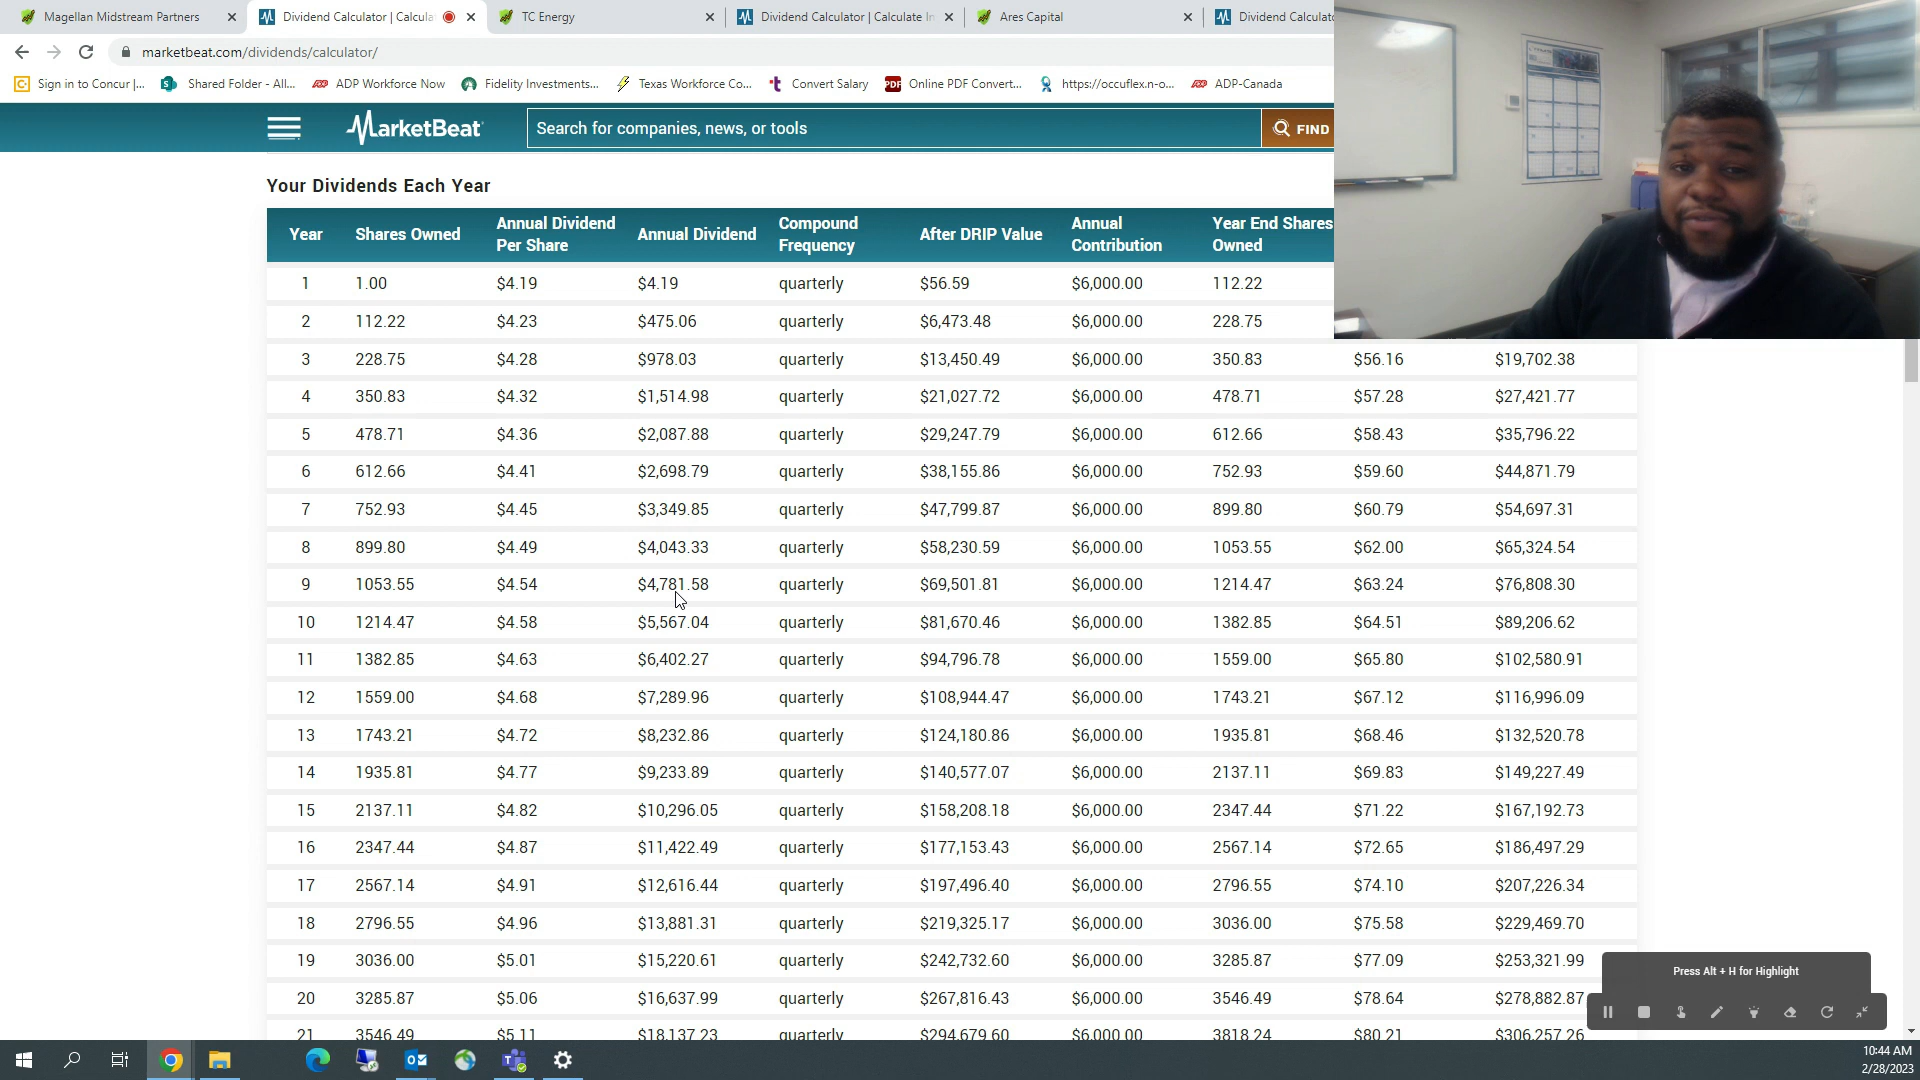 Magellan Midstream Partners
Dividend Calculator | Calcula
TC Energy
Dividend Calculator | Calculate In
Ares Capital
Dividend Calculat
marketbeat.com/dividends/calculator/
Sign in to Concur |...
Shared Folder - All...
ADP Workforce Now
Fidelity Investments...
Texas Workforce Co...
Convert Salary
PDF Online PDF Convert...
https://occuflex.n-o...
ADP-Canada
MarketBeat
Search for companies, news, or tools
FIND
Your Dividends Each Year
Year Shares Owned Annual Dividend Per Share Annual Dividend Compound Frequency After DRIP Value Annual Contribution Year End Shares Owned
1 1.00 $4.19 $4.19 quarterly $56.59 $6,000.00 112.22
2 112.22 $4.23 $475.06 quarterly $6,473.48 $6,000.00 228.75
3 228.75 $4.28 $978.03 quarterly $13,450.49 $6,000.00 350.83 $56.16 $19,702.38
4 350.83 $4.32 $1,514.98 quarterly $21,027.72 $6,000.00 478.71 $57.28 $27,421.77
5 478.71 $4.36 $2,087.88 quarterly $29,247.79 $6,000.00 612.66 $58.43 $35,796.22
6 612.66 $4.41 $2,698.79 quarterly $38,155.86 $6,000.00 752.93 $59.60 $44,871.79
7 752.93 $4.45 $3,349.85 quarterly $47,799.87 $6,000.00 899.80 $60.79 $54,697.31
8 899.80 $4.49 $4,043.33 quarterly $58,230.59 $6,000.00 1053.55 $62.00 $65,324.54
9 1053.55 $4.54 $4,781.58 quarterly $69,501.81 $6,000.00 1214.47 $63.24 $76,808.30
10 1214.47 $4.58 $5,567.04 quarterly $81,670.46 $6,000.00 1382.85 $64.51 $89,206.62
11 1382.85 $4.63 $6,402.27 quarterly $94,796.78 $6,000.00 1559.00 $65.80 $102,580.91
12 1559.00 $4.68 $7,289.96 quarterly $108,944.47 $6,000.00 1743.21 $67.12 $116,996.09
13 1743.21 $4.72 $8,232.86 quarterly $124,180.86 $6,000.00 1935.81 $68.46 $132,520.78
14 1935.81 $4.77 $9,233.89 quarterly $140,577.07 $6,000.00 2137.11 $69.83 $149,227.49
15 2137.11 $4.82 $10,296.05 quarterly $158,208.18 $6,000.00 2347.44 $71.22 $167,192.73
16 2347.44 $4.87 $11,422.49 quarterly $177,153.43 $6,000.00 2567.14 $72.65 $186,497.29
17 2567.14 $4.91 $12,616.44 quarterly $197,496.40 $6,000.00 2796.55 $74.10 $207,226.34
18 2796.55 $4.96 $13,881.31 quarterly $219,325.17 $6,000.00 3036.00 $75.58 $229,469.70
19 3036.00 $5.01 $15,220.61 quarterly $242,732.60 $6,000.00 3285.87 $77.09 $253,321.99
20 3285.87 $5.06 $16,637.99 quarterly $267,816.43 $6,000.00 3546.49 $78.64 $278,882.87
21 3546.49 $5.11 $18,137.23 quarterly $294,679.60 $6,000.00 3818.24 $80.21 $306,257.26
Press Alt + H for Highlight
10:44 AM
2/28/2023